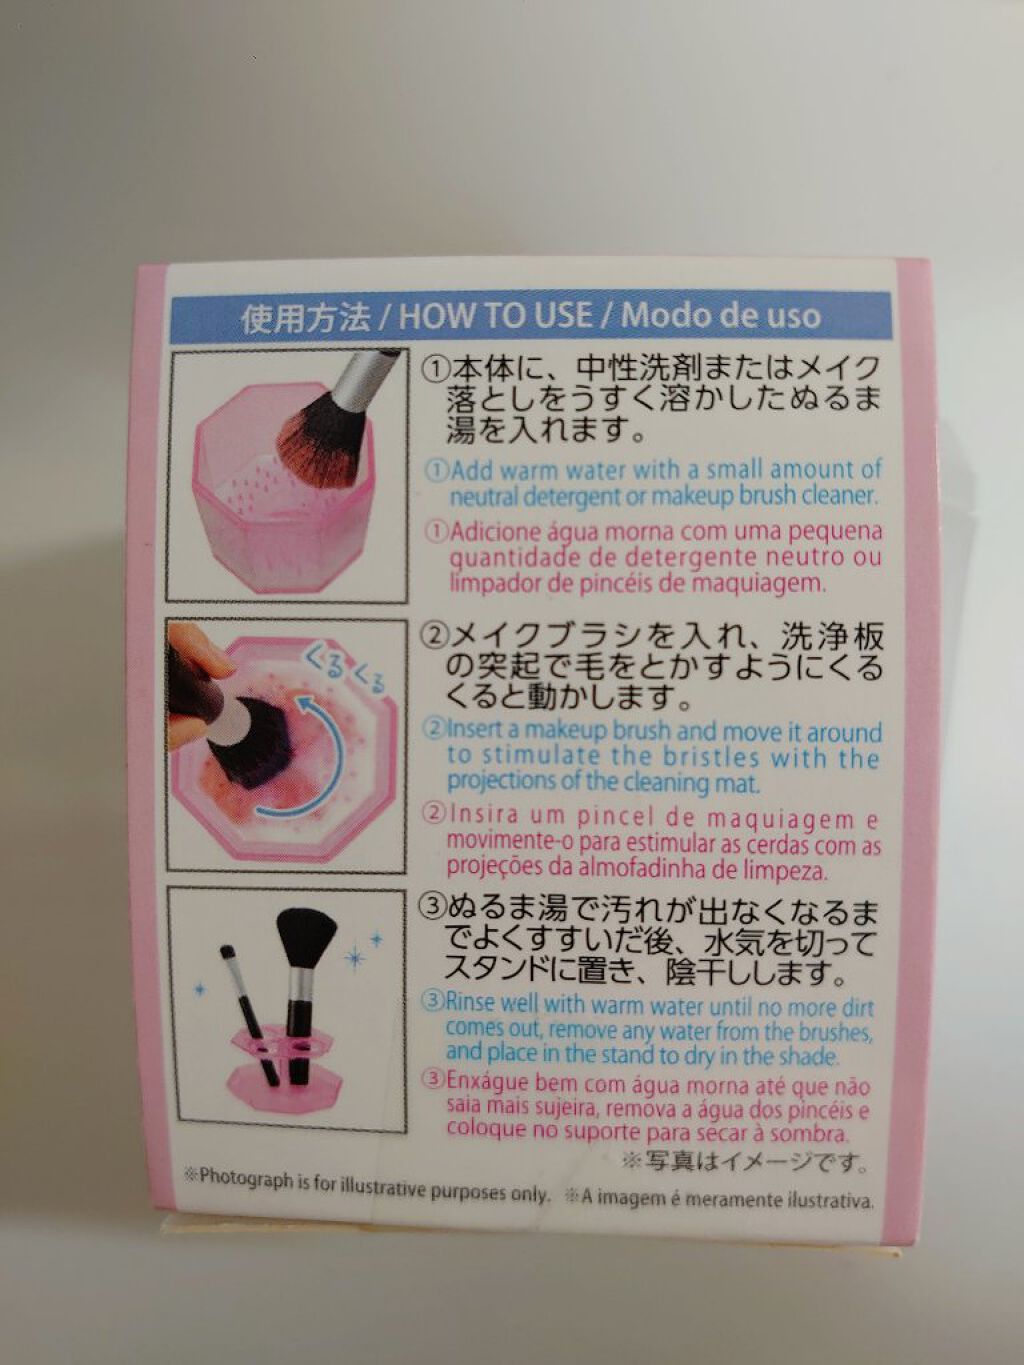 使用方法 / HOW TO USE / Modo de uso
①本体に、中性洗剤またはメイク
落としをうすく溶かしたぬるま
湯を入れます。
①Add warm water with a small amount of
neutral detergent or makeup brush cleaner.
①Adicione água morna com uma pequena
quantidade de detergente neutro ou
limpador de pincéis de maquiagem.
くるくる
②メイクブラシを入れ、洗浄板
の突起で毛をとかすようにくる
くると動かします。
②Insert a makeup brush and move it around
to stimulate the bristles with the
projections of the cleaning mat.
②Insira um pincel de maquiagem e
movimente-o para estimular as cerdas com as
projeções da almofadinha de limpeza.
③ぬるま湯で汚れが出なくなるま
でよくすすいだ後、水気を切って
スタンドに置き、陰干しします。
③Rinse well with warm water until no more dirt
comes out, remove any water from the brushes,
and place in the stand to dry in the shade.
③Enxágue bem com água morna até que não
saia mais sujeira, remova a água dos pincéis e
coloque no suporte para secar à sombra.
※写真はイメージです。
※Photograph is for illustrative purposes only. ※A imagem é meramente ilustrativa.